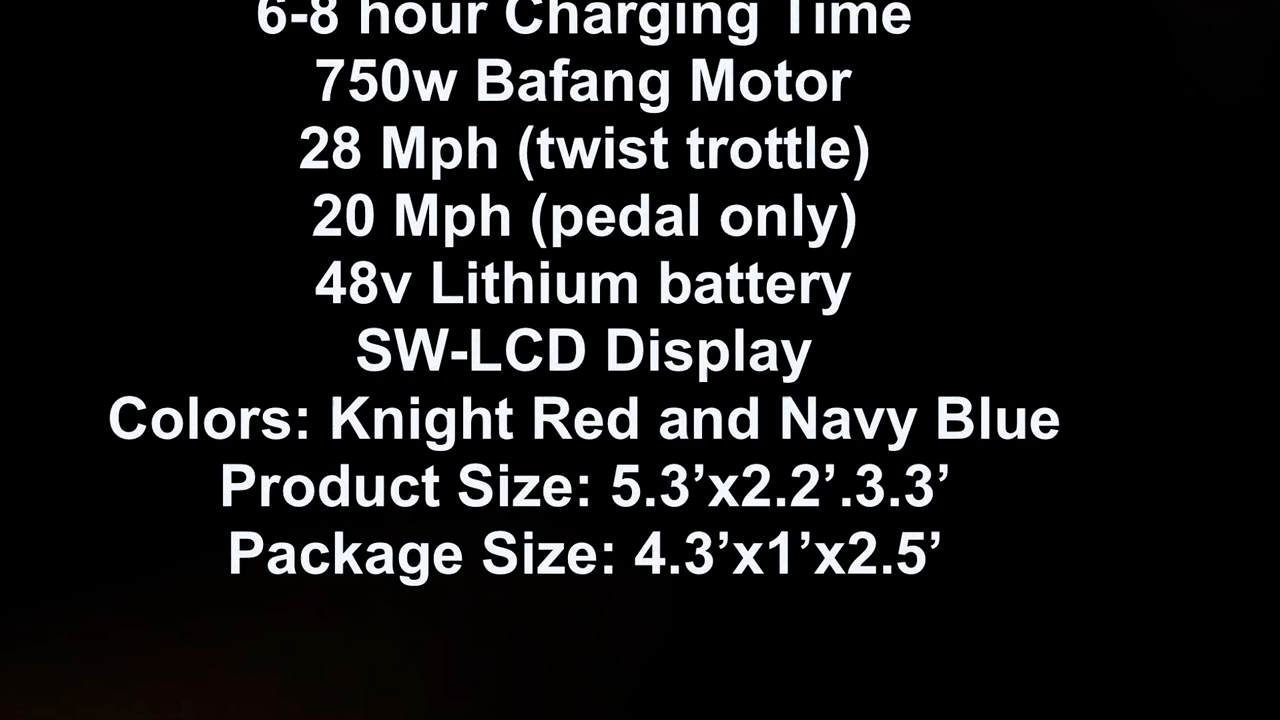 6-8 hour Charging Time
750w Bafang Motor
28 Mph (twist trottle)
20 Mph (pedal only)
48v Lithium battery
SW-LCD Display
Colors: Knight Red and Navy Blue
Product Size: 5.3’x2.2’.3.3’
Package Size: 4.3’x1’x2.5’